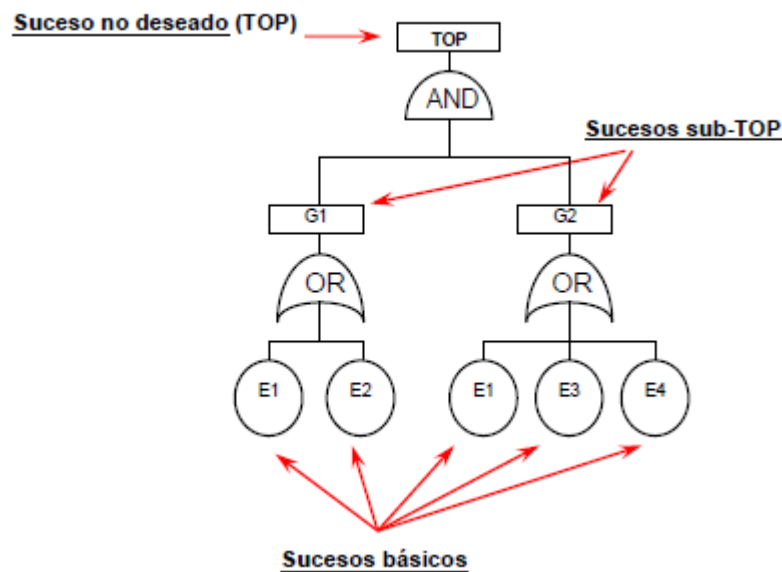 Suceso no deseado (TOP)
TOP
AND
Sucesos sub-TOP
G1
G2
OR
OR
E1
E2
E1
E3
E4
Sucesos básicos